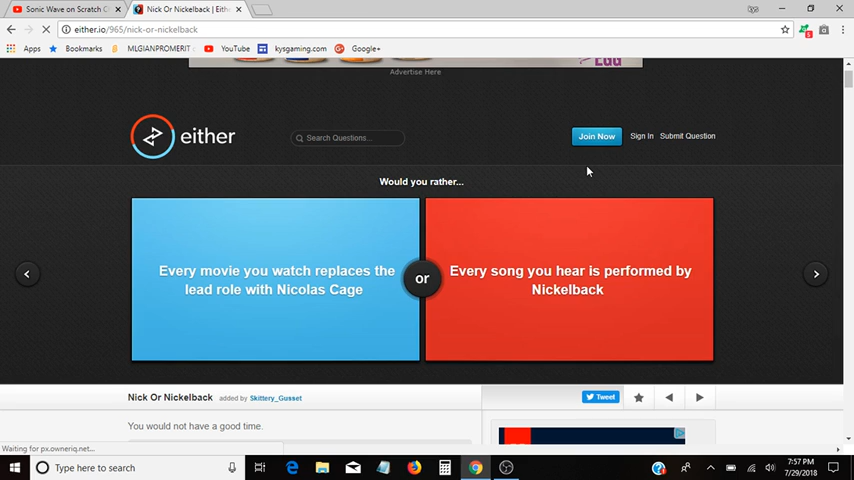 Sonic Wave on Scratch C
Nick Or Nickelback | Eith
either.io/965/nick-or-nickelback
Apps
Bookmarks
MLGIANPROMERIT
YouTube
kysgaming.com
Google+
Advertise Here
either
Search Questions...
Join Now
Sign In
Submit Question
Would you rather...
Every movie you watch replaces the
lead role with Nicolas Cage
or
Every song you hear is performed by
Nickelback
Nick Or Nickelback added by Skittery_Gusset
Tweet
You would not have a good time.
Waiting for px.owneriq.net...
Type here to search
7:57 PM
7/29/2018